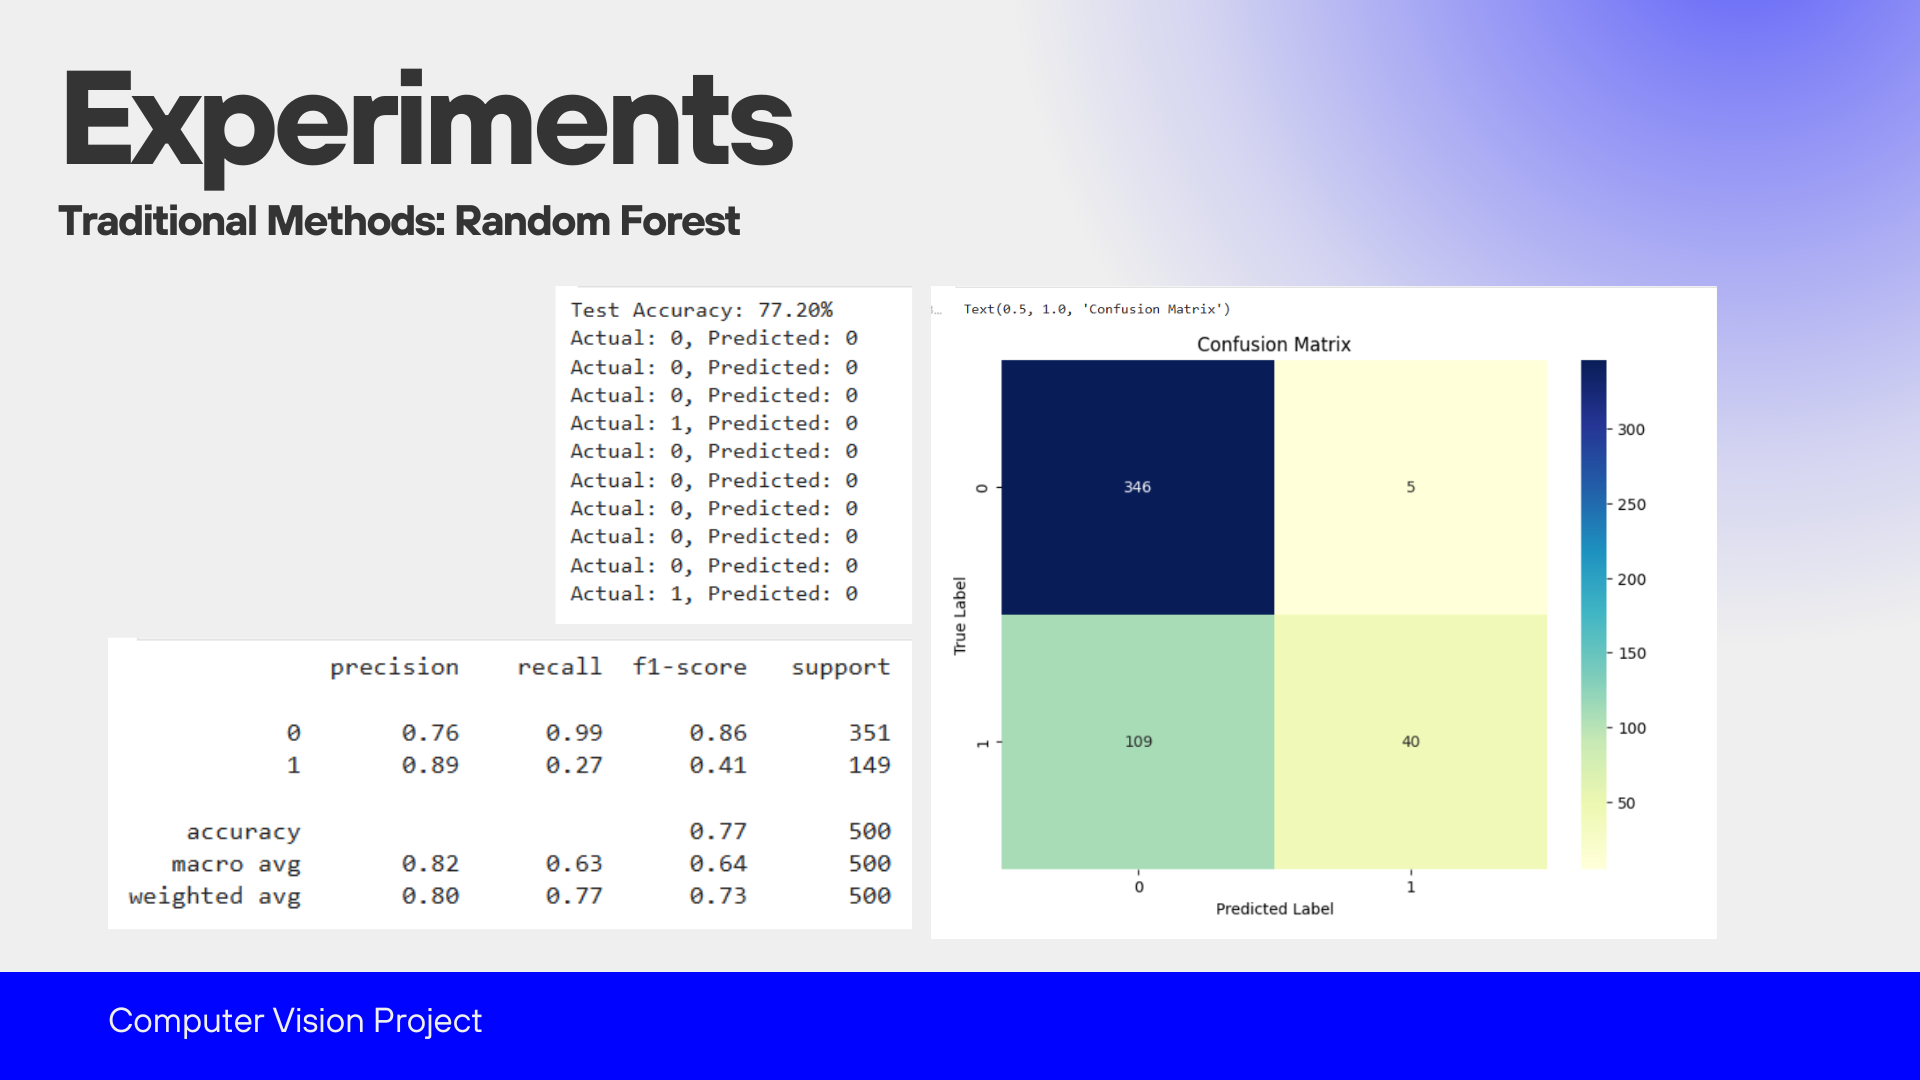 Experiments
Traditional Methods: Random Forest
Test Accuracy: 77.20%
Actual: 0, Predicted: 0
Actual: 0, Predicted: 0
Actual: 0, Predicted: 0
Actual: 1, Predicted: 0
Actual: 0, Predicted: 0
Actual: 0, Predicted: 0
Actual: 0, Predicted: 0
Actual: 0, Predicted: 0
Actual: 0, Predicted: 0
Actual: 1, Predicted: 0
precision recall f1-score support
0 0.76 0.99 0.86 351
1 0.89 0.27 0.41 149
accuracy 0.77 500
macro avg 0.82 0.63 0.64 500
weighted avg 0.80 0.77 0.73 500
Text(0.5, 1.0, 'Confusion Matrix')
Confusion Matrix
True Label
0
346 5
1
109 40
0 1
Predicted Label
300
250
200
150
100
50
Computer Vision Project